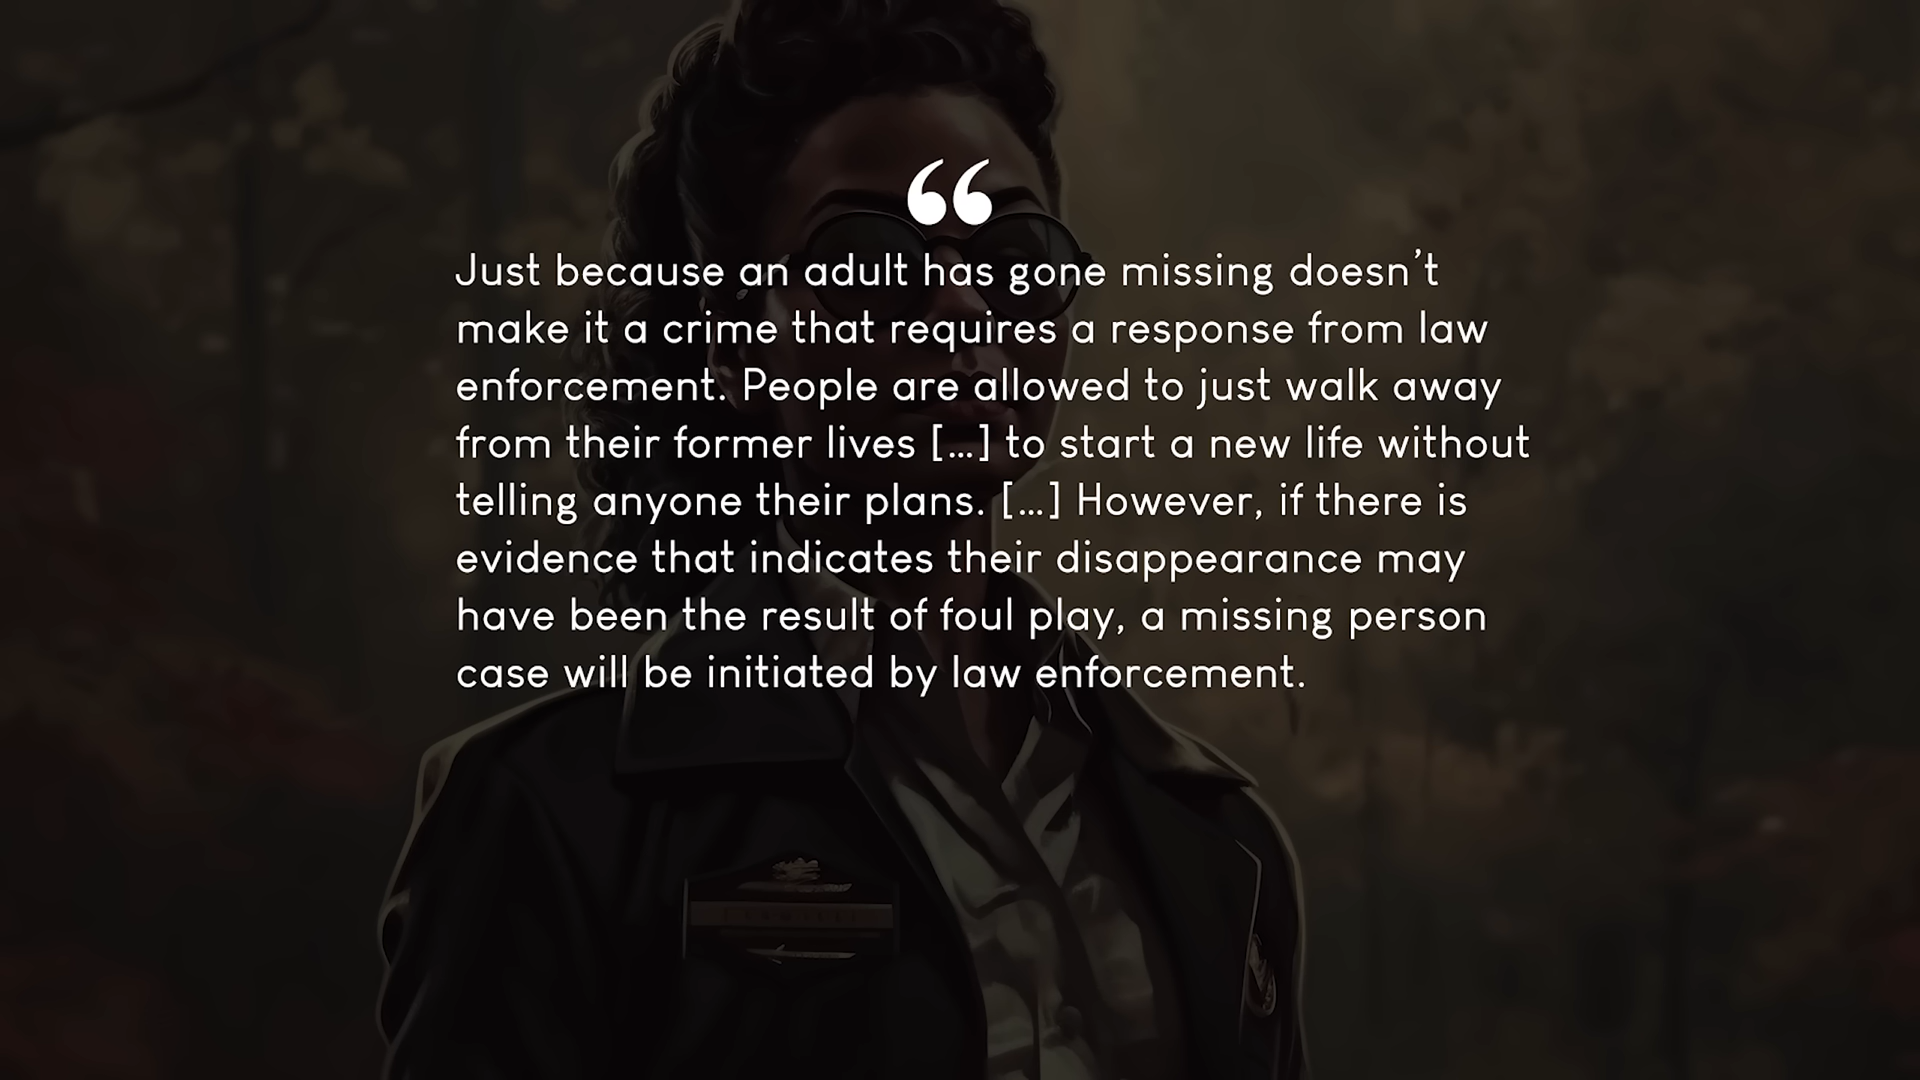 “
Just because an adult has gone missing doesn’t
make it a crime that requires a response from law
enforcement. People are allowed to just walk away
from their former lives […] to start a new life without
telling anyone their plans. […] However, if there is
evidence that indicates their disappearance may
have been the result of foul play, a missing person
case will be initiated by law enforcement.